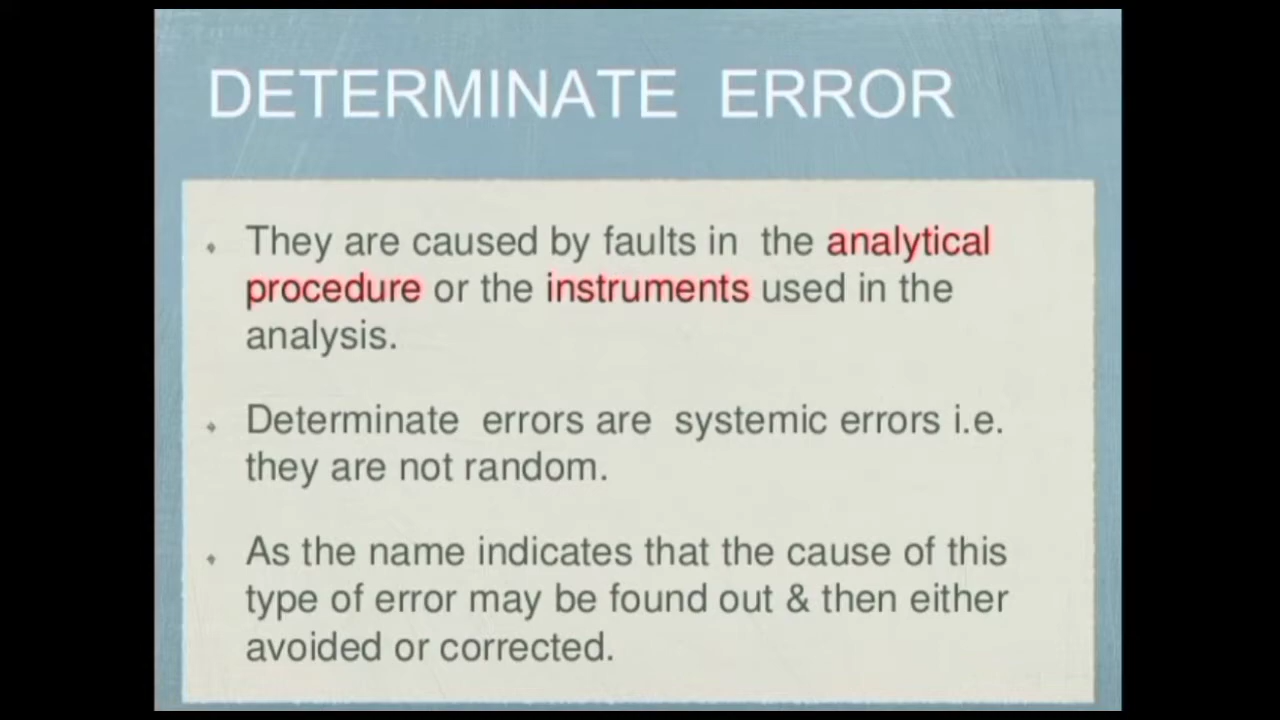 DETERMINATE ERROR
They are caused by faults in the analytical
procedure or the instruments used in the
analysis.
Determinate errors are systemic errors i.e.
they are not random.
As the name indicates that the cause of this
type of error may be found out & then either
avoided or corrected.